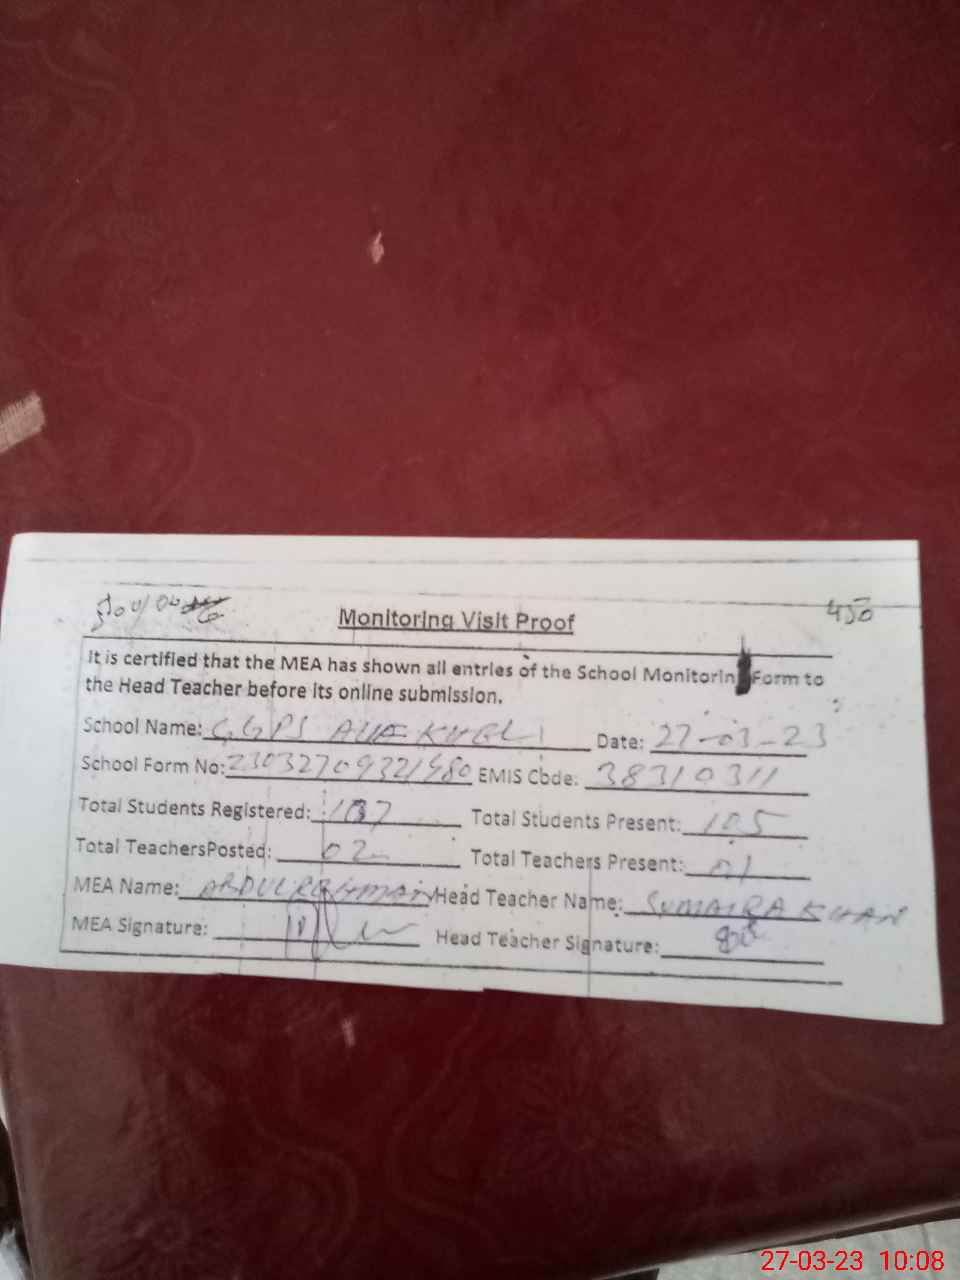 450
Monitoring Visit Proof
It is certified that the MEA has shown all entries of the School Monitorin Form to
the Head Teacher before its online submission.
School Name: GGPS Date: 27-03-23
School Form No: EMIS Code: 38310311
Total Students Registered: 107 Total Students Present: 105
Total TeachersPosted: 02 Total Teachers Present: 01
MEA Name: ABDUL REHMAN Head Teacher Name: SUMAIRA KHAN
MEA Signature: Head Teacher Signature:
27-03-23 10:08